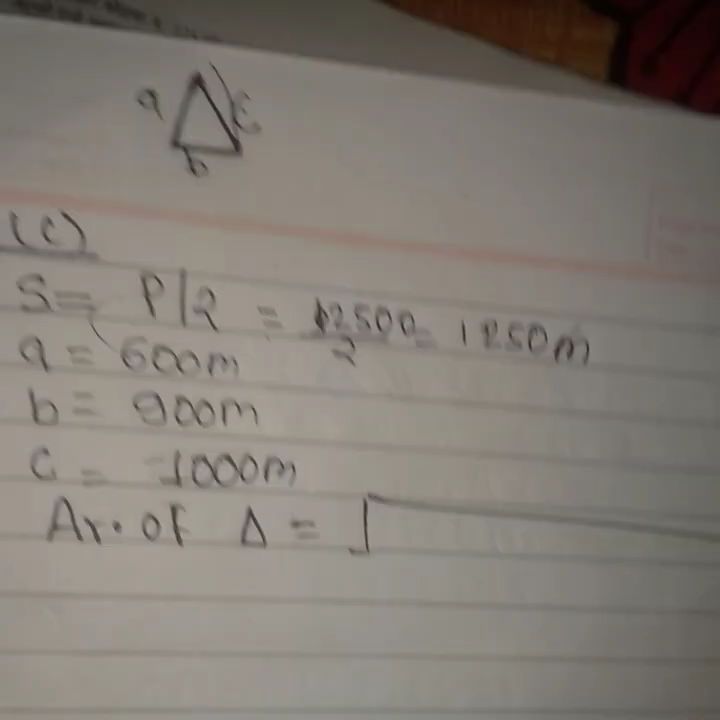 a
c
b
(c)
S = P/2 = 2500/2 = 1250m
a = 600m
b = 900m
c = 1000m
Ar. of Δ = √